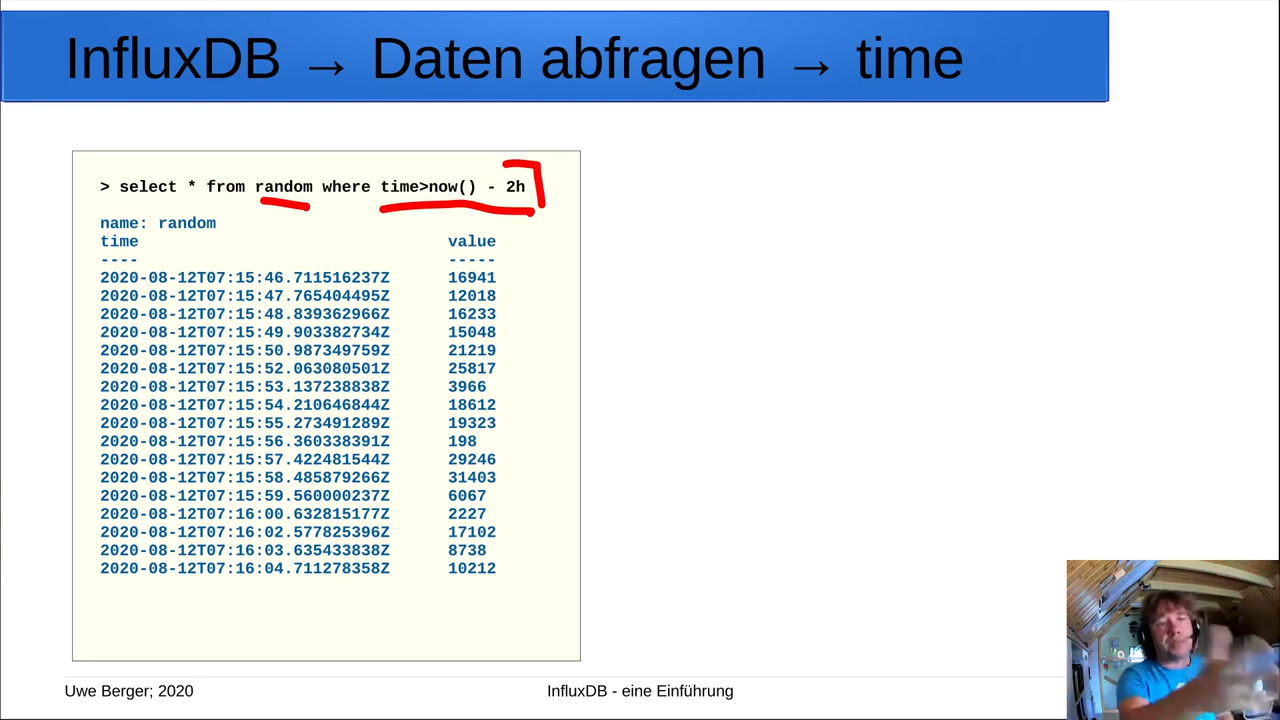 InfluxDB → Daten abfragen → time
> select * from random where time>now() - 2h
name: random
time value
---- -----
2020-08-12T07:15:46.711516237Z 16941
2020-08-12T07:15:47.765404495Z 12018
2020-08-12T07:15:48.839362966Z 16233
2020-08-12T07:15:49.903382734Z 15048
2020-08-12T07:15:50.987349759Z 21219
2020-08-12T07:15:52.063080501Z 25817
2020-08-12T07:15:53.137238838Z 3966
2020-08-12T07:15:54.210646844Z 18612
2020-08-12T07:15:55.273491289Z 19323
2020-08-12T07:15:56.360338391Z 198
2020-08-12T07:15:57.422481544Z 29246
2020-08-12T07:15:58.485879266Z 31403
2020-08-12T07:15:59.560000237Z 6067
2020-08-12T07:16:00.632815177Z 2227
2020-08-12T07:16:02.577825396Z 17102
2020-08-12T07:16:03.635433838Z 8738
2020-08-12T07:16:04.711278358Z 10212
Uwe Berger; 2020 InfluxDB - eine Einführung